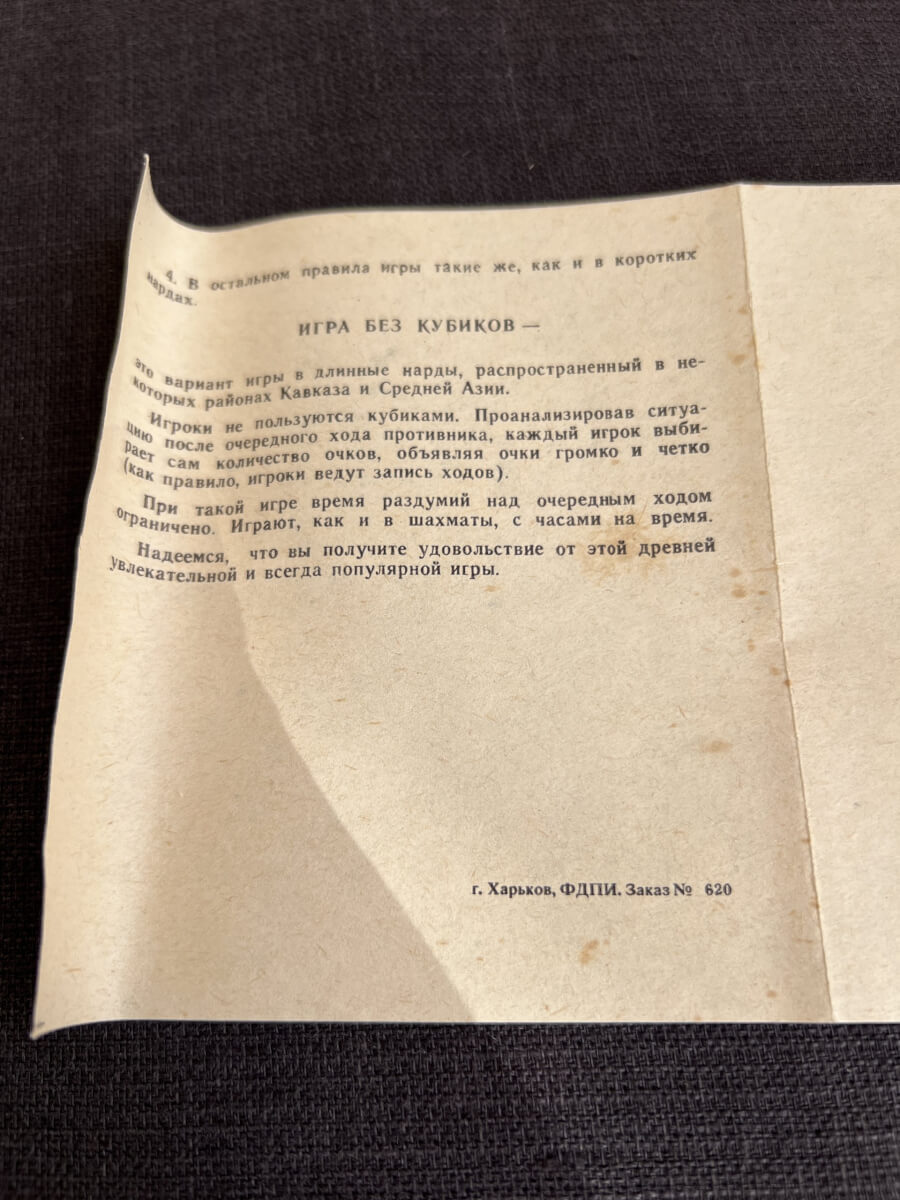 4. В остальном правила игры такие же, как и в коротких
нардах.
ИГРА БЕЗ КУБИКОВ —
это вариант игры в длинные нарды, распространенный в не-
которых районах Кавказа и Средней Азии.
Игроки не пользуются кубиками. Проанализировав ситуа-
цию после очередного хода противника, каждый игрок выби-
рает сам количество очков, объявляя очки громко и четко
(как правило, игроки ведут запись ходов).
При такой игре время раздумий над очередным ходом
ограничено. Играют, как и в шахматы, с часами на время.
Надеемся, что вы получите удовольствие от этой древней
увлекательной и всегда популярной игры.
г. Харьков, ФДПИ. Заказ № 620